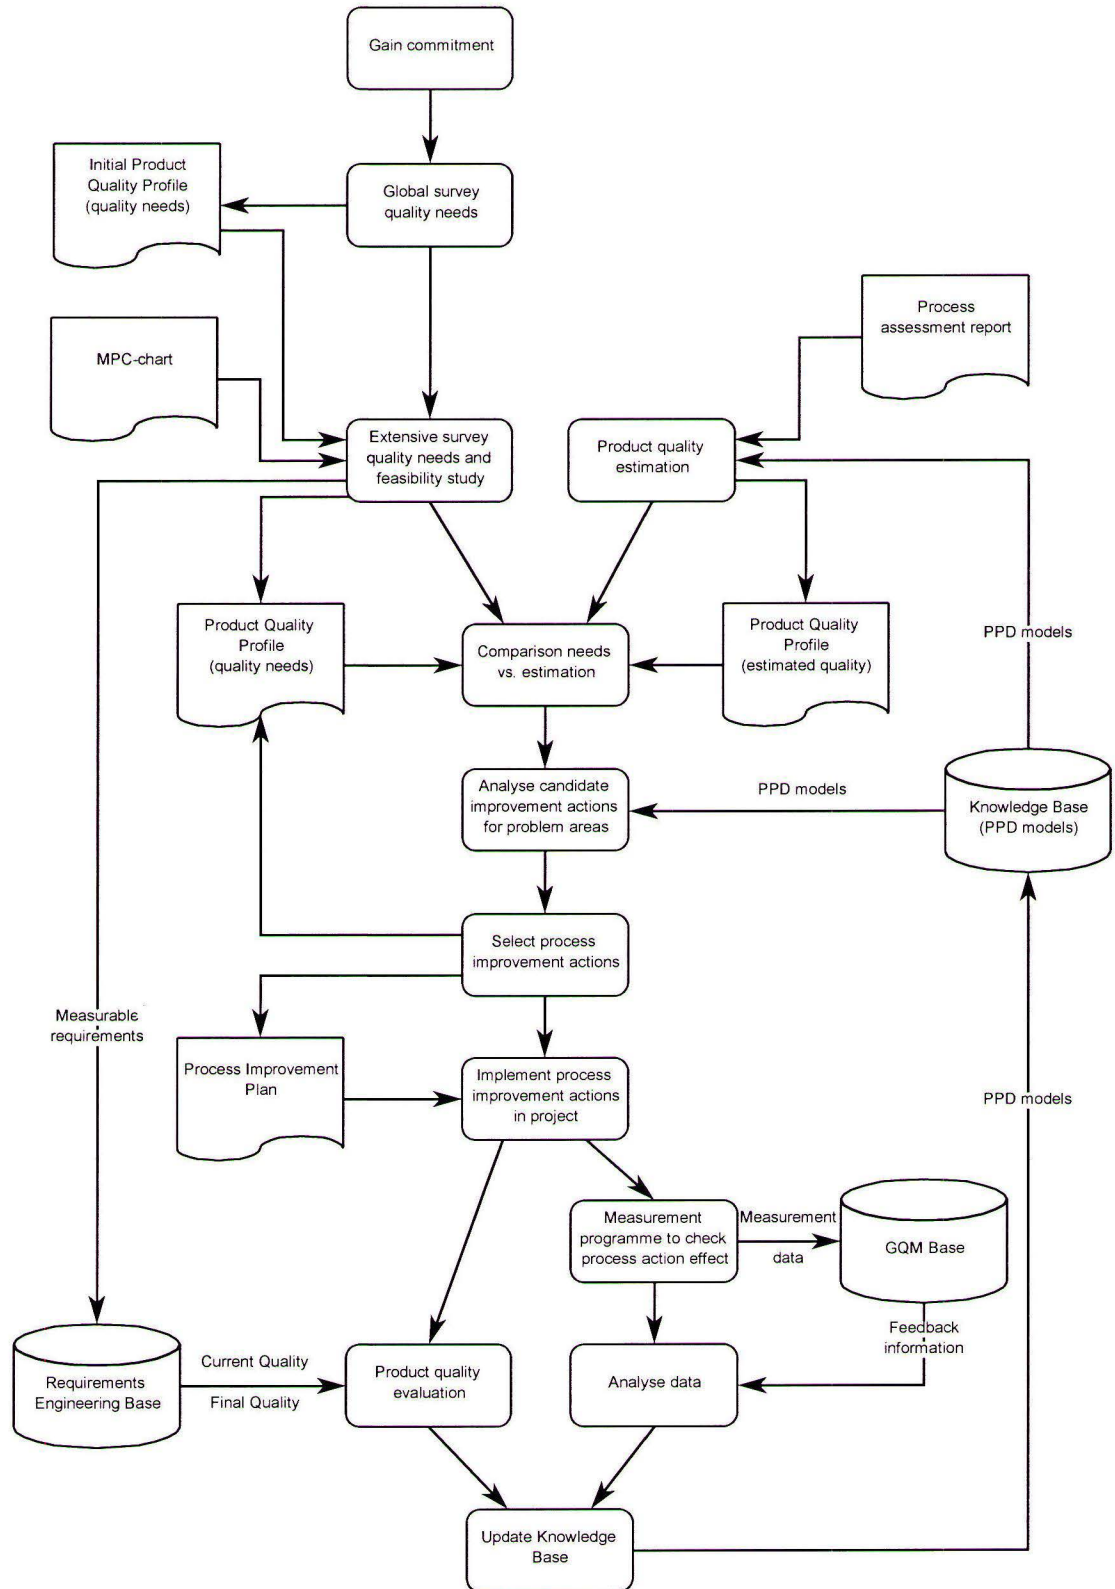 Gain commitment
Initial Product
Quality Profile
(quality needs)
Global survey
quality needs
Process
assessment report
MPC-chart
Extensive survey
quality needs and
feasibility study
Product quality
estimation
Product Quality
Profile
(quality needs)
Comparison needs
vs. estimation
Product Quality
Profile
(estimated quality)
PPD models
Analyse candidate
improvement actions
for problem areas
PPD models
Knowledge Base
(PPD models)
Select process
improvement actions
Measurable
requirements
Process Improvement
Plan
Implement process
improvement actions
in project
PPD models
Measurement
programme to check
process action effect
Measurement
data
GQM Base
Feedback
information
Requirements
Engineering Base
Current Quality
Final Quality
Product quality
evaluation
Analyse data
Update Knowledge
Base